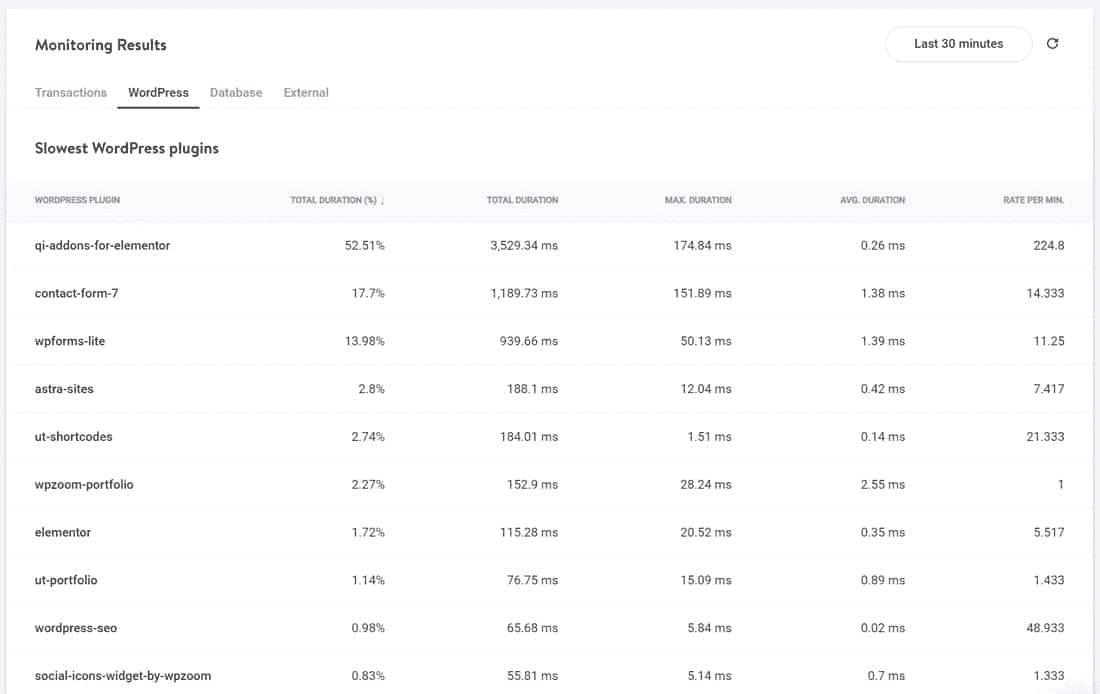 Monitoring Results
Last 30 minutes
Transactions WordPress Database External
Slowest WordPress plugins
WORDPRESS PLUGIN TOTAL DURATION (%) ↓ TOTAL DURATION MAX. DURATION AVG. DURATION RATE PER MIN.
qi-addons-for-elementor 52.51% 3,529.34 ms 174.84 ms 0.26 ms 224.8
contact-form-7 17.7% 1,189.73 ms 151.89 ms 1.38 ms 14.333
wpforms-lite 13.98% 939.66 ms 50.13 ms 1.39 ms 11.25
astra-sites 2.8% 188.1 ms 12.04 ms 0.42 ms 7.417
ut-shortcodes 2.74% 184.01 ms 1.51 ms 0.14 ms 21.333
wpzoom-portfolio 2.27% 152.9 ms 28.24 ms 2.55 ms 1
elementor 1.72% 115.28 ms 20.52 ms 0.35 ms 5.517
ut-portfolio 1.14% 76.75 ms 15.09 ms 0.89 ms 1.433
wordpress-seo 0.98% 65.68 ms 5.84 ms 0.02 ms 48.933
social-icons-widget-by-wpzoom 0.83% 55.81 ms 5.14 ms 0.7 ms 1.333